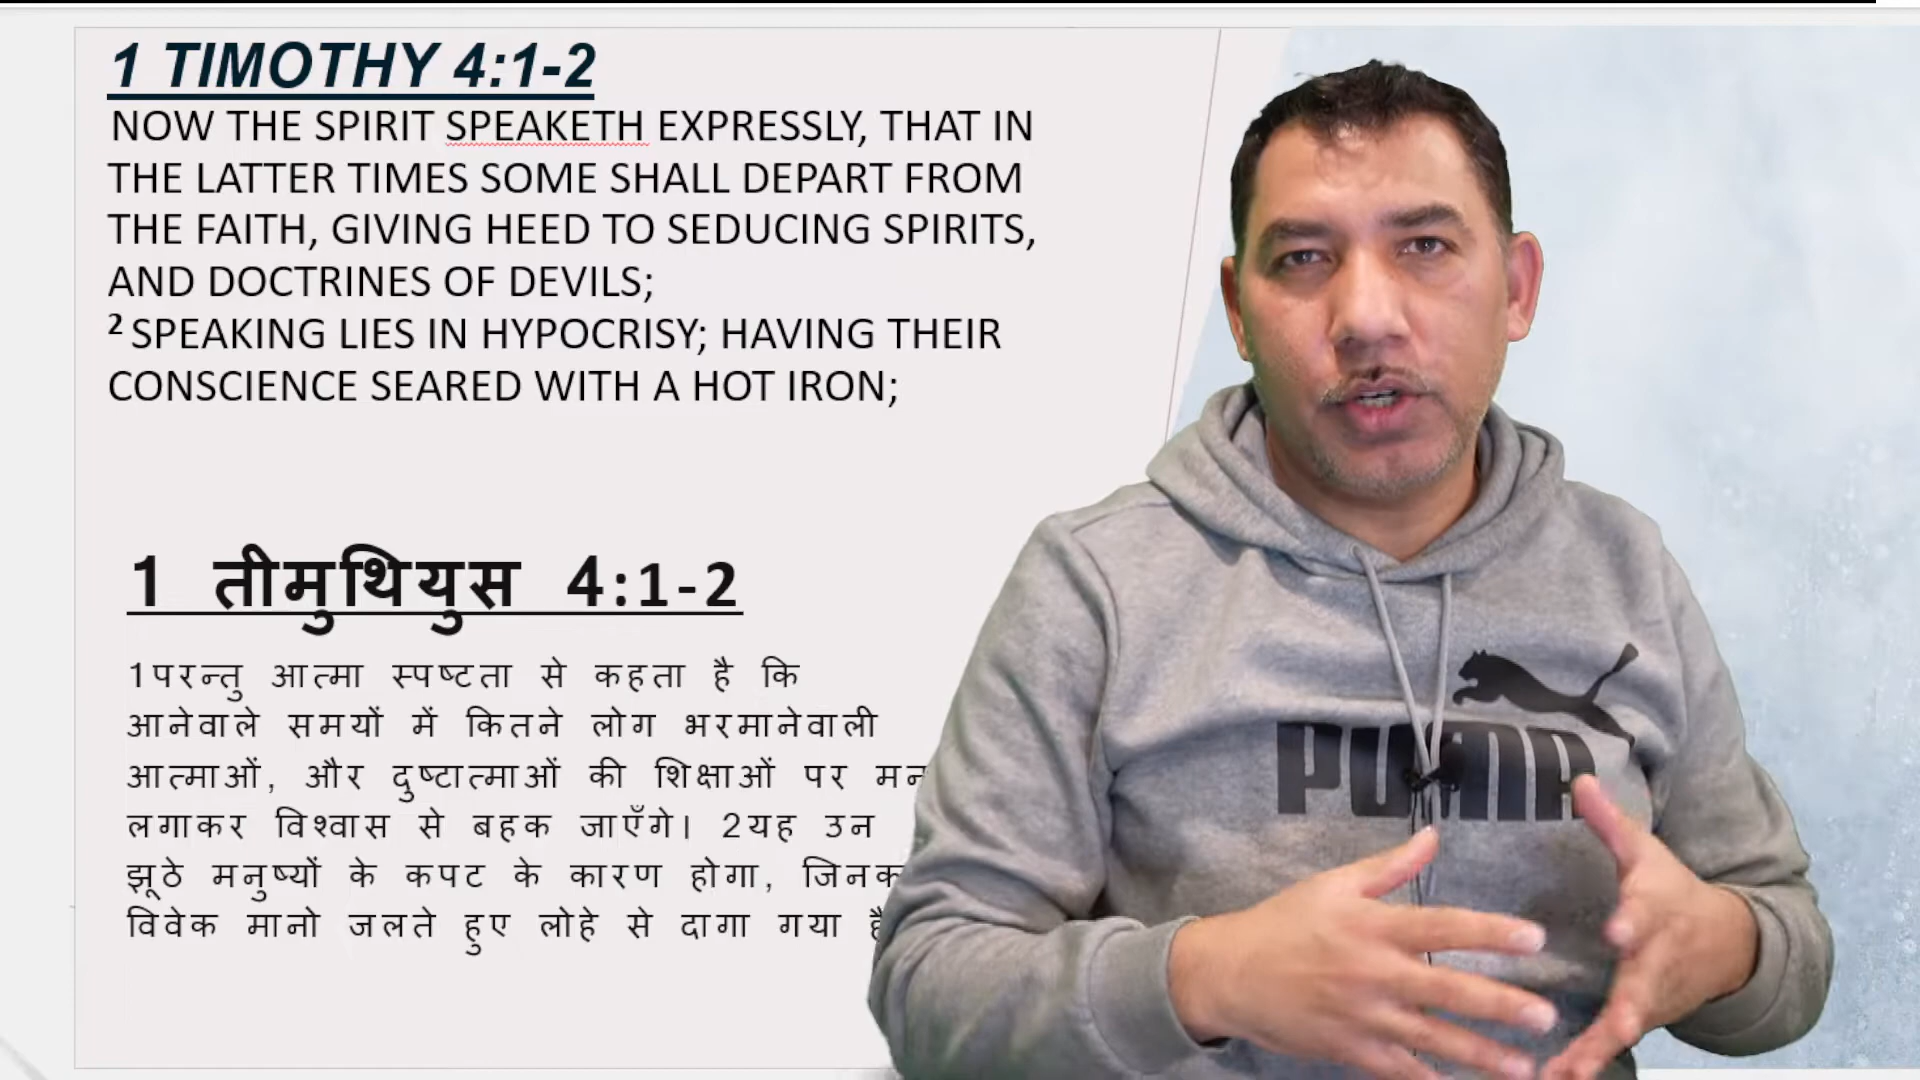 1 TIMOTHY 4:1-2
NOW THE SPIRIT SPEAKETH EXPRESSLY, THAT IN
THE LATTER TIMES SOME SHALL DEPART FROM
THE FAITH, GIVING HEED TO SEDUCING SPIRITS,
AND DOCTRINES OF DEVILS;
2 SPEAKING LIES IN HYPOCRISY; HAVING THEIR
CONSCIENCE SEARED WITH A HOT IRON;
1 तीमुथियुस 4:1-2
1परन्तु आत्मा स्पष्टता से कहता है कि
आनेवाले समयों में कितने लोग भरमानेवाली
आत्माओं, और दुष्टात्माओं की शिक्षाओं पर मन
लगाकर विश्वास से बहक जाएँगे। 2यह उन
झूठे मनुष्यों के कपट के कारण होगा,
विवेक मानो जलते हुए लोहे से दागा गया
PUMA